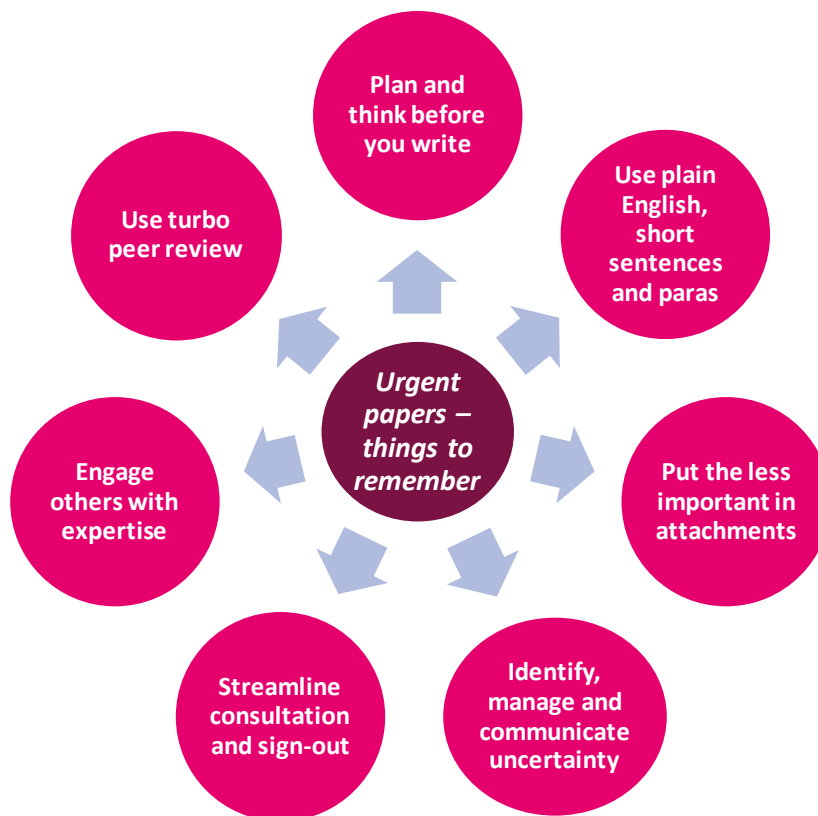 Plan and
think before
you write
Use plain
English,
short
sentences
and paras
Put the less
important in
attachments
Identify,
manage and
communicate
uncertainty
Streamline
consultation
and sign-out
Engage
others with
expertise
Use turbo
peer review
Urgent
papers –
things to
remember